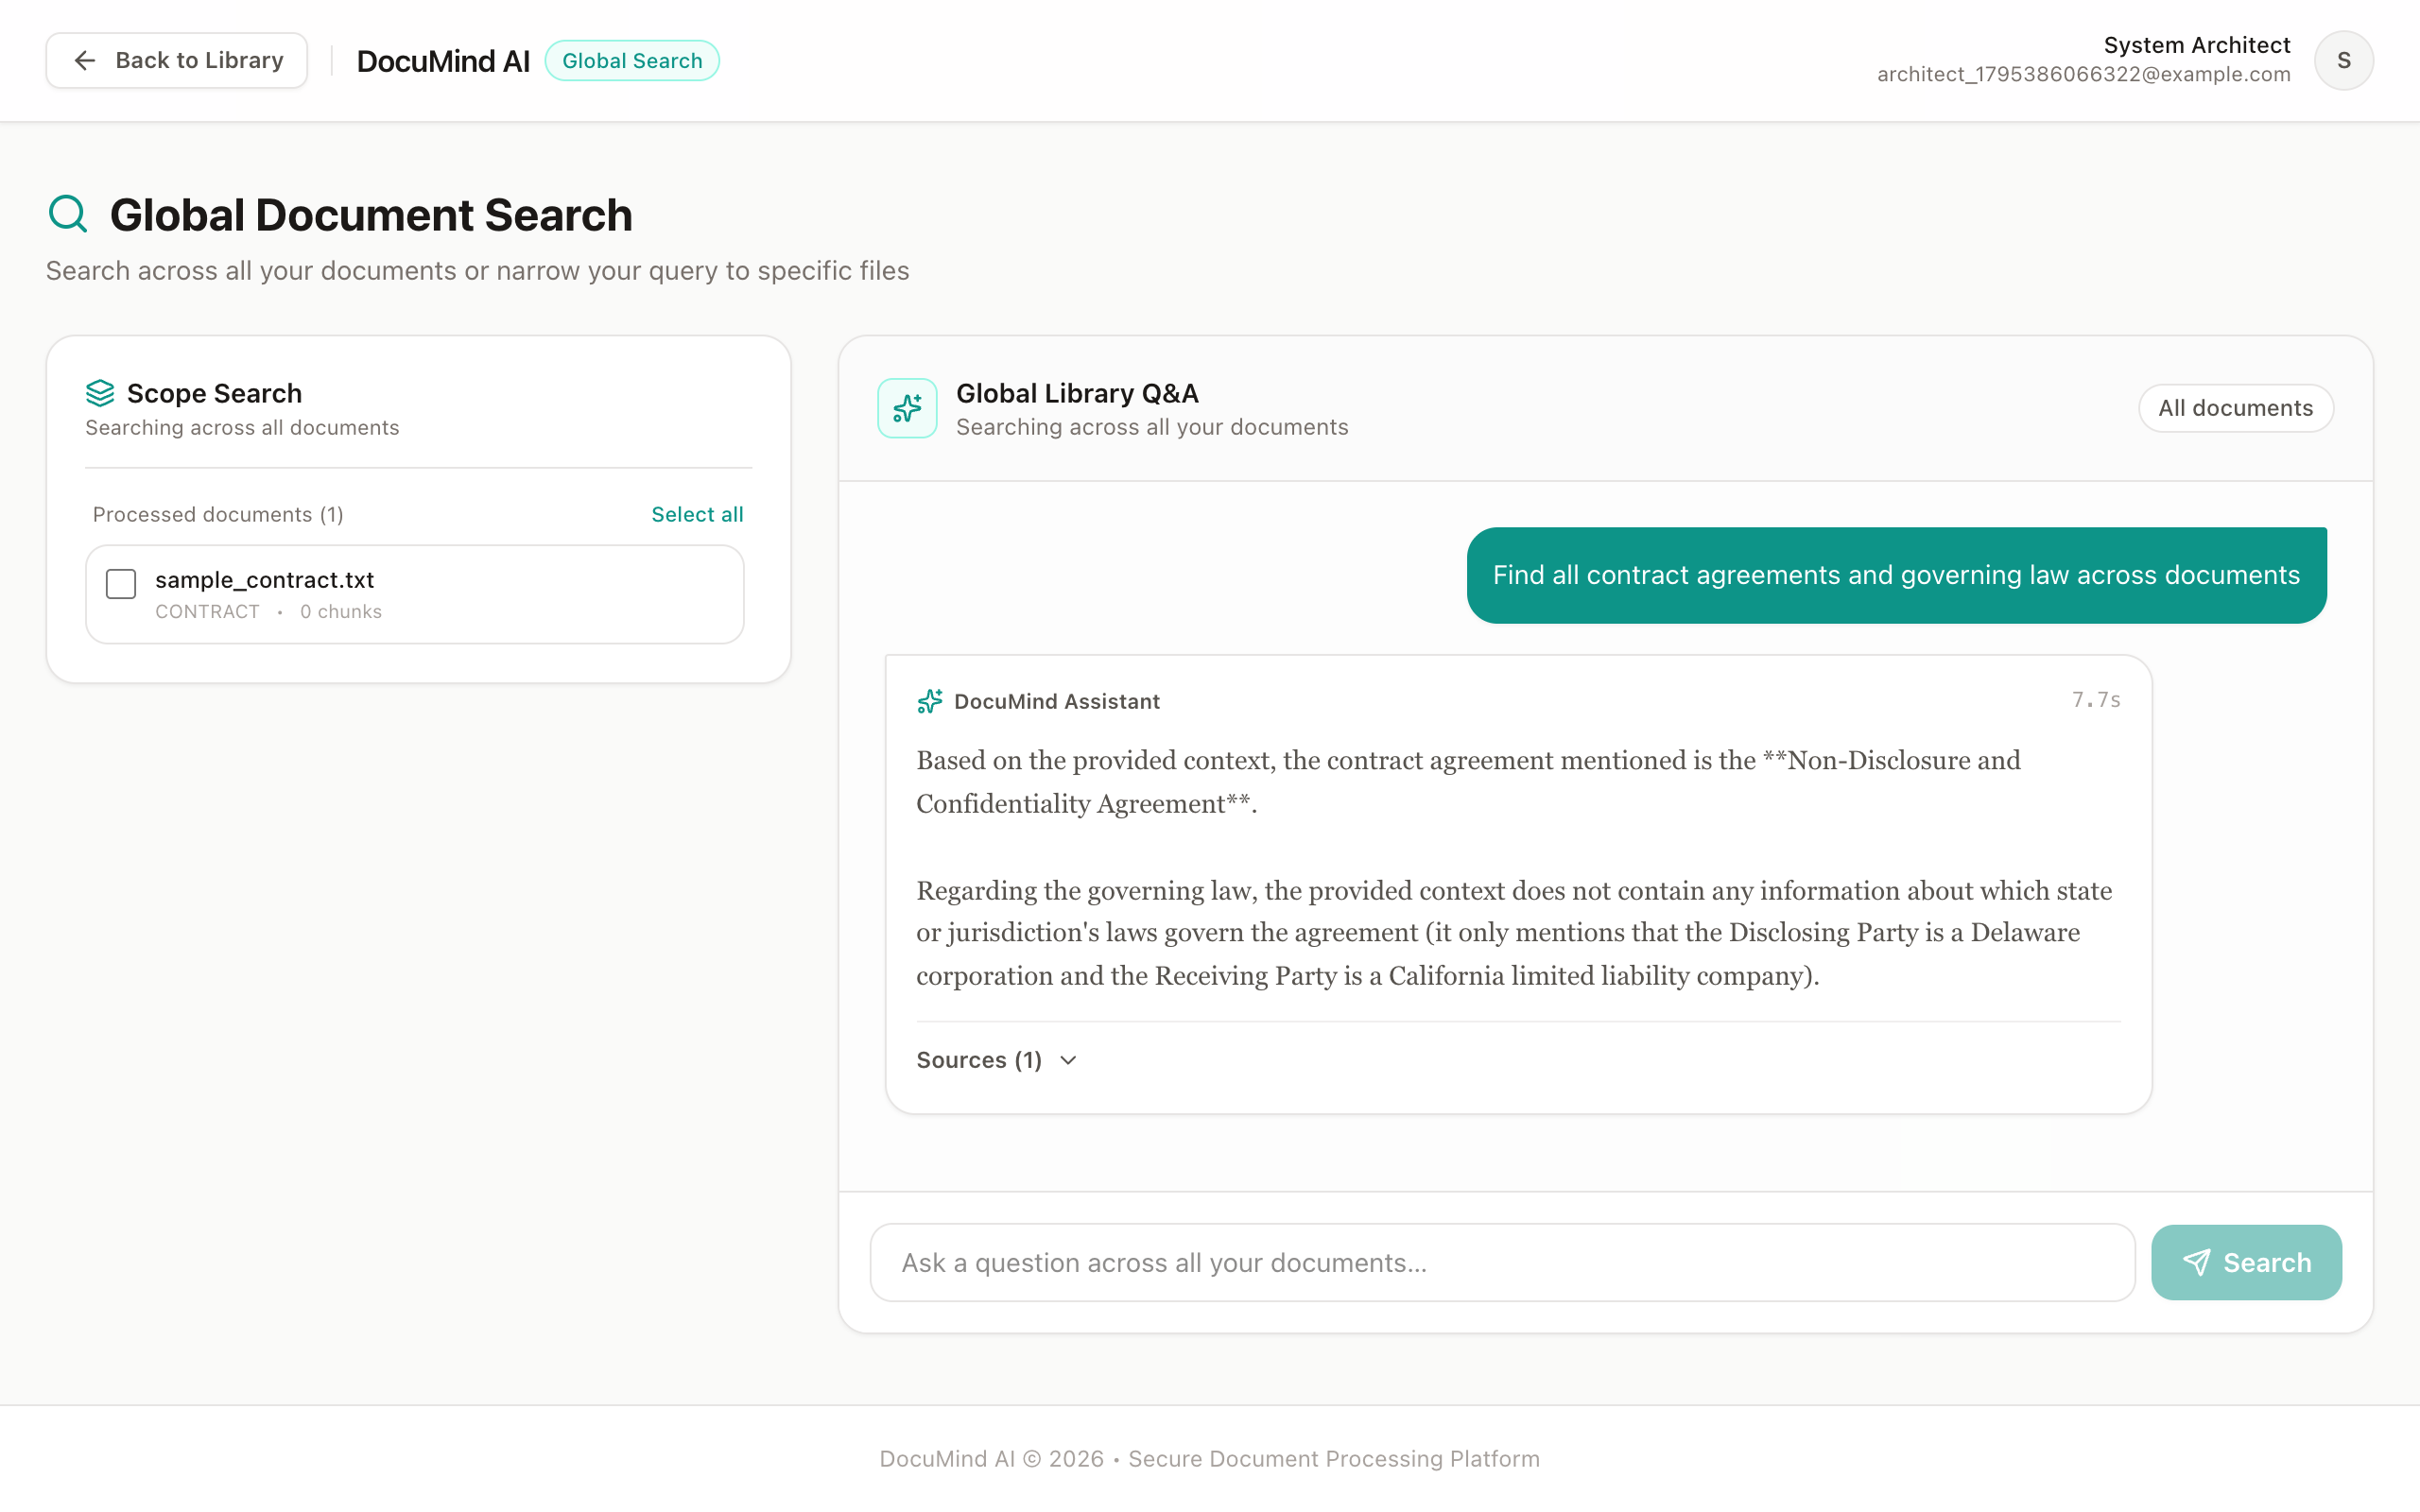 Back to Library
DocuMind AI
Global Search
System Architect
architect_1795386066322@example.com
S
Global Document Search
Search across all your documents or narrow your query to specific files
Scope Search
Searching across all documents
Processed documents (1)
Select all
sample_contract.txt
CONTRACT • 0 chunks
Global Library Q&A
Searching across all your documents
All documents
Find all contract agreements and governing law across documents
DocuMind Assistant
7.7s
Based on the provided context, the contract agreement mentioned is the **Non-Disclosure and
Confidentiality Agreement**.
Regarding the governing law, the provided context does not contain any information about which state
or jurisdiction's laws govern the agreement (it only mentions that the Disclosing Party is a Delaware
corporation and the Receiving Party is a California limited liability company).
Sources (1)
Ask a question across all your documents...
Search
DocuMind AI © 2026 • Secure Document Processing Platform